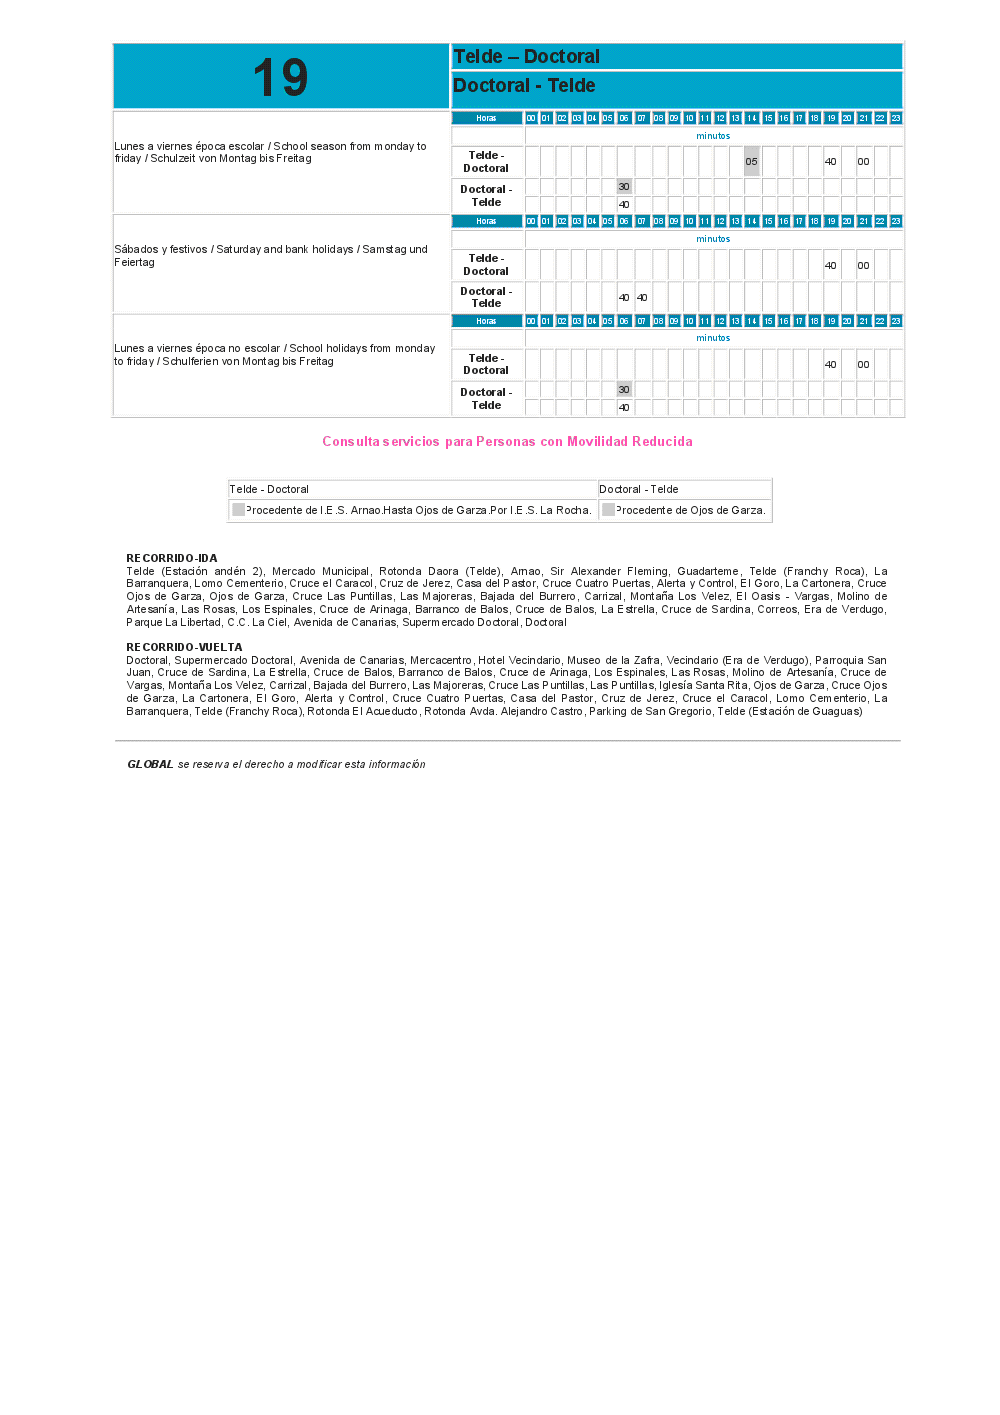 19
Telde – Doctoral
Doctoral - Telde
Lunes a viernes época escolar / School season from monday to
friday / Schulzeit von Montag bis Freitag
Horas 00 01 02 03 04 05 06 07 08 09 10 11 12 13 14 15 16 17 18 19 20 21 22 23
minutos
Telde -
Doctoral
05 40 00
Doctoral -
Telde
30
40
Sábados y festivos / Saturday and bank holidays / Samstag und
Feiertag
Horas 00 01 02 03 04 05 06 07 08 09 10 11 12 13 14 15 16 17 18 19 20 21 22 23
minutos
Telde -
Doctoral
40 00
Doctoral -
Telde
40 40
Lunes a viernes época no escolar / School holidays from monday
to friday / Schulferien von Montag bis Freitag
Horas 00 01 02 03 04 05 06 07 08 09 10 11 12 13 14 15 16 17 18 19 20 21 22 23
minutos
Telde -
Doctoral
40 00
Doctoral -
Telde
30
40
Consulta servicios para Personas con Movilidad Reducida
Telde - Doctoral Doctoral - Telde
Procedente de I.E.S. Arnao.Hasta Ojos de Garza.Por I.E.S. La Rocha. Procedente de Ojos de Garza.
RECORRIDO-IDA
Telde (Estación andén 2), Mercado Municipal, Rotonda Daora (Telde), Arnao, Sir Alexander Fleming, Guadarteme, Telde (Franchy Roca), La
Barranquera, Lomo Cementerio, Cruce el Caracol, Cruz de Jerez, Casa del Pastor, Cruce Cuatro Puertas, Alerta y Control, El Goro, La Cartonera, Cruce
Ojos de Garza, Ojos de Garza, Cruce Las Puntillas, Las Majoreras, Bajada del Burrero, Carrizal, Montaña Los Velez, El Oasis - Vargas, Molino de
Artesanía, Las Rosas, Los Espinales, Cruce de Arinaga, Barranco de Balos, Cruce de Balos, La Estrella, Cruce de Sardina, Correos, Era de Verdugo,
Parque La Libertad, C.C. La Ciel, Avenida de Canarias, Supermercado Doctoral, Doctoral
RECORRIDO-VUELTA
Doctoral, Supermercado Doctoral, Avenida de Canarias, Mercacentro, Hotel Vecindario, Museo de la Zafra, Vecindario (Era de Verdugo), Parroquia San
Juan, Cruce de Sardina, La Estrella, Cruce de Balos, Barranco de Balos, Cruce de Arinaga, Los Espinales, Las Rosas, Molino de Artesanía, Cruce de
Vargas, Montaña Los Velez, Carrizal, Bajada del Burrero, Las Majoreras, Cruce Las Puntillas, Las Puntillas, Iglesía Santa Rita, Ojos de Garza, Cruce Ojos
de Garza, La Cartonera, El Goro, Alerta y Control, Cruce Cuatro Puertas, Casa del Pastor, Cruz de Jerez, Cruce el Caracol, Lomo Cementerio, La
Barranquera, Telde (Franchy Roca), Rotonda El Acueducto, Rotonda Avda. Alejandro Castro, Parking de San Gregorio, Telde (Estación de Guaguas)
GLOBAL se reserva el derecho a modificar esta información